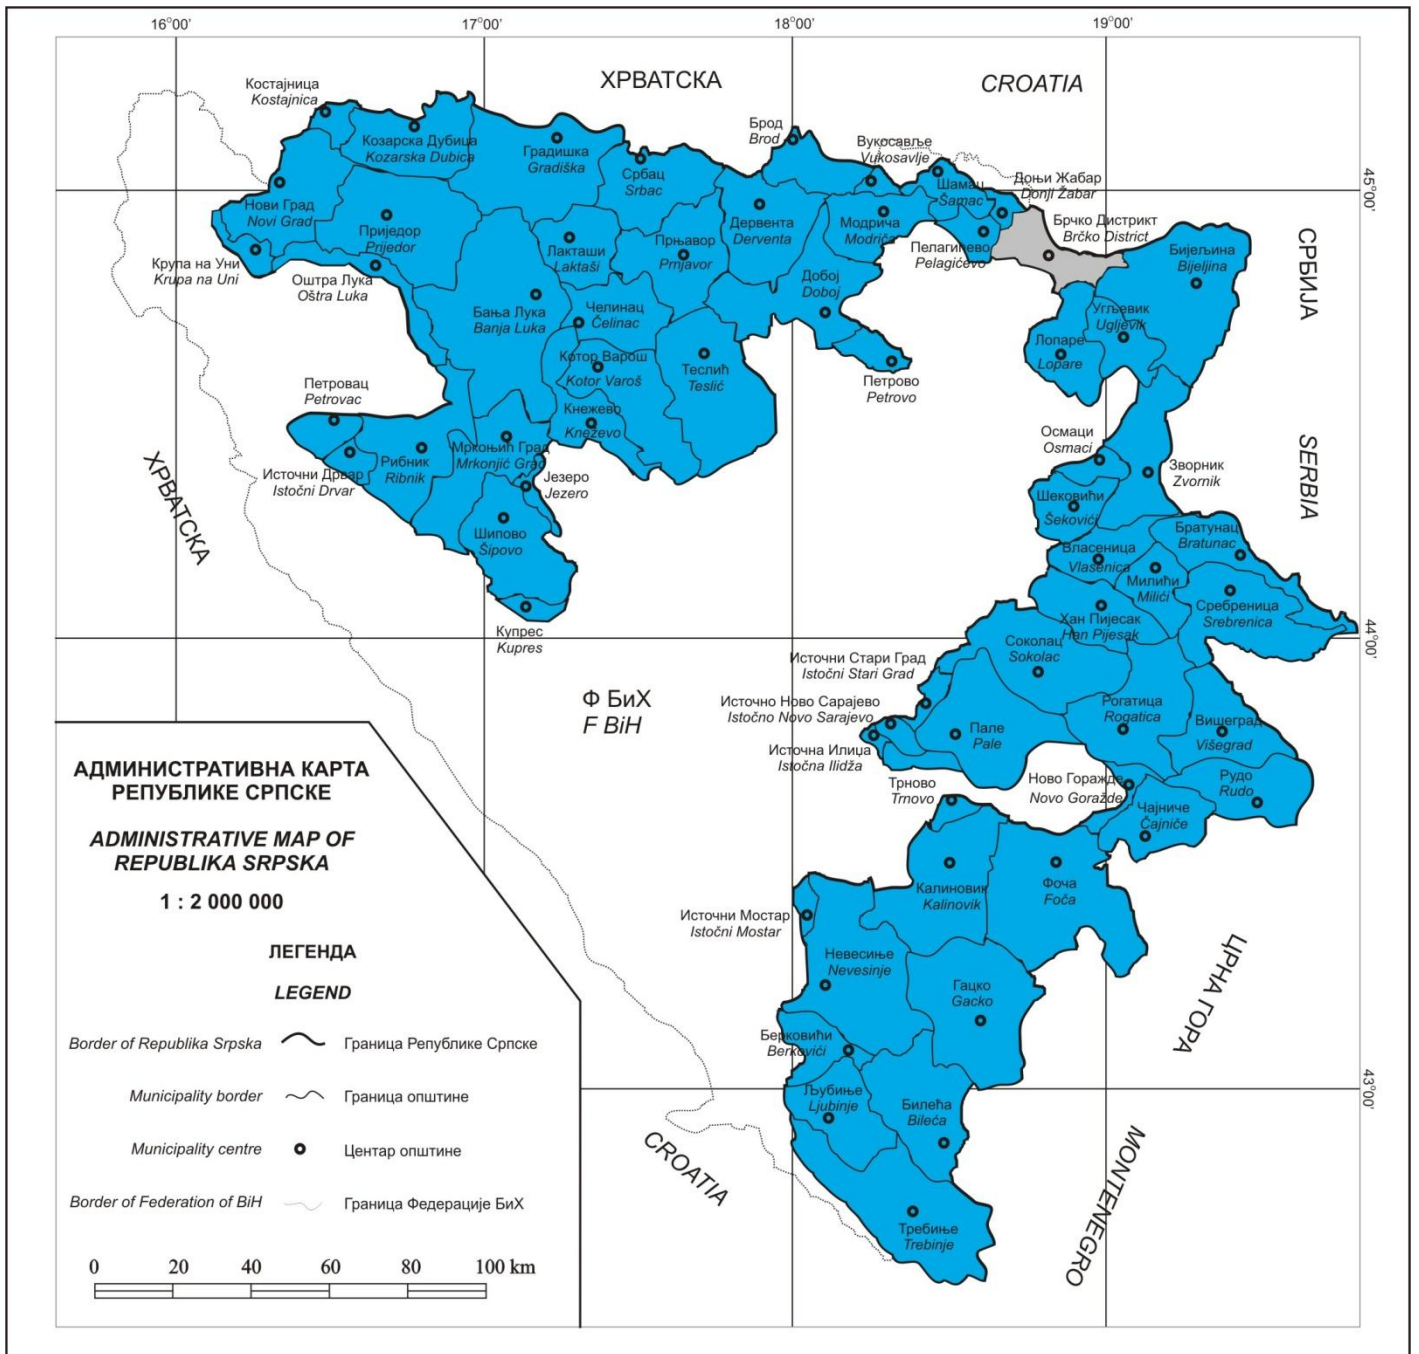 16°00'
17°00'
18°00'
19°00'
ХРВАТСКА
CROATIA
Костајница
Kostajnica
Козарска Дубица
Kozarska Dubica
Градишка
Gradiška
Србац
Srbac
Брод
Brod
Вукосавље
Vukosavlje
Шамац
Šamac
Доњи Жабар
Donji Žabar
45°00'
Нови Град
Novi Grad
Приједор
Prijedor
Лакташи
Laktaši
Прњавор
Prnjavor
Дервента
Derventa
Модрича
Modriča
Пелагићево
Pelagićevo
Брчко Дистрикт
Brčko District
Бијељина
Bijeljina
СРБИЈА
Крупа на Уни
Krupa na Uni
Оштра Лука
Oštra Luka
Бања Лука
Banja Luka
Челинац
Čelinac
Добој
Doboj
Угљевик
Ugljevik
Лопаре
Lopare
Котор Варош
Kotor Varoš
Теслић
Teslić
Петрово
Petrovo
Петровац
Petrovac
Кнежево
Kneževo
Источни Дрвар
Istočni Drvar
Рибник
Ribnik
Мркоњић Град
Mrkonjić Grad
Језеро
Jezero
Шипово
Šipovo
Купрес
Kupres
ХРВАТСКА
Осмаци
Osmaci
Зворник
Zvornik
SERBIA
Шековићи
Šekovići
Братунац
Bratunac
Власеница
Vlasenica
Милићи
Milići
Сребреница
Srebrenica
Хан Пијесак
Han Pijesak
44°00'
Соколац
Sokolac
Источни Стари Град
Istočni Stari Grad
Источно Ново Сарајево
Istočno Novo Sarajevo
Источна Илиџа
Istočna Ilidža
Пале
Pale
Рогатица
Rogatica
Вишеград
Višegrad
Ф БиХ
F BiH
Трново
Trnovo
Ново Горажде
Novo Goražde
Рудо
Rudo
Чајниче
Čajniče
Калиновик
Kalinovik
Фоча
Foča
Источни Мостар
Istočni Mostar
Невесиње
Nevesinje
Гацко
Gacko
ЦРНА ГОРА
Берковићи
Berkovići
43°00'
Љубиње
Ljubinje
Билећа
Bileća
CROATIA
MONTENEGRO
Требиње
Trebinje
АДМИНИСТРАТИВНА КАРТА
РЕПУБЛИКЕ СРПСКЕ
ADMINISTRATIVE MAP OF
REPUBLIKA SRPSKA
1 : 2 000 000
ЛЕГЕНДА
LEGEND
Border of Republika Srpska Граница Републике Српске
Municipality border Граница општине
Municipality centre Центар општине
Border of Federation of BiH Граница Федерације БиХ
0 20 40 60 80 100 km